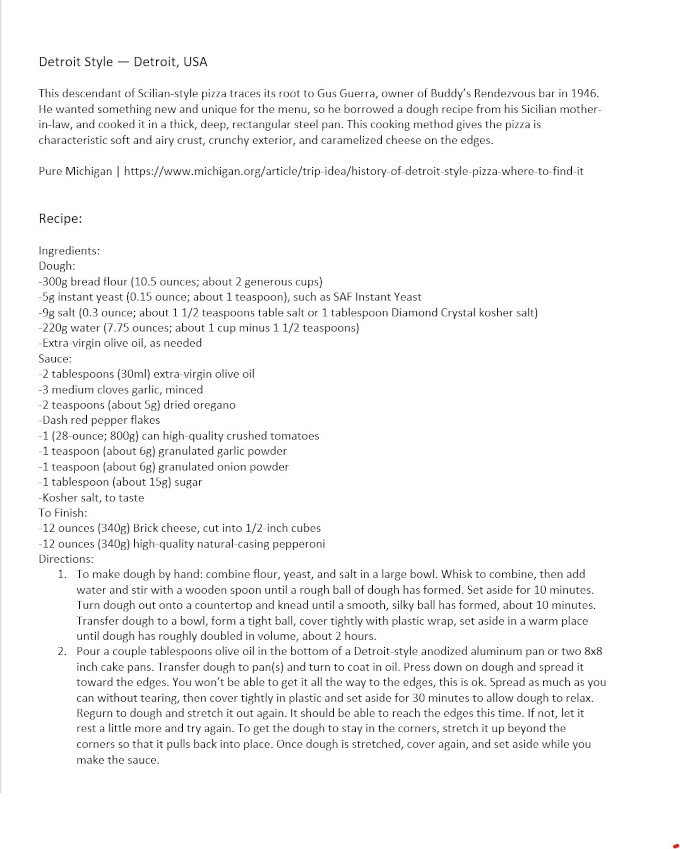 Detroit Style — Detroit, USA
This descendant of Scilian-style pizza traces its root to Gus Guerra, owner of Buddy's Rendezvous bar in 1946.
He wanted something new and unique for the menu, so he borrowed a dough recipe from his Sicilian mother-
in-law, and cooked it in a thick, deep, rectangular steel pan. This cooking method gives the pizza is
characteristic soft and airy crust, crunchy exterior, and caramelized cheese on the edges.
Pure Michigan | https://www.michigan.org/article/trip-idea/history-of-detroit-style-pizza-where-to-find-it
Recipe:
Ingredients:
Dough:
-300g bread flour (10.5 ounces; about 2 generous cups)
-5g instant yeast (0.15 ounce; about 1 teaspoon), such as SAF Instant Yeast
-9g salt (0.3 ounce; about 1 1/2 teaspoons table salt or 1 tablespoon Diamond Crystal kosher salt)
-220g water (7.75 ounces; about 1 cup minus 1 1/2 teaspoons)
-Extra-virgin olive oil, as needed
Sauce:
-2 tablespoons (30ml) extra-virgin olive oil
-3 medium cloves garlic, minced
-2 teaspoons (about 5g) dried oregano
-Dash red pepper flakes
-1 (28-ounce; 800g) can high-quality crushed tomatoes
-1 teaspoon (about 6g) granulated garlic powder
-1 teaspoon (about 6g) granulated onion powder
-1 tablespoon (about 15g) sugar
-Kosher salt, to taste
To Finish:
-12 ounces (340g) Brick cheese, cut into 1/2-inch cubes
-12 ounces (340g) high-quality natural-casing pepperoni
Directions:
1. To make dough by hand: combine flour, yeast, and salt in a large bowl. Whisk to combine, then add
water and stir with a wooden spoon until a rough ball of dough has formed. Set aside for 10 minutes.
Turn dough out onto a countertop and knead until a smooth, silky ball has formed, about 10 minutes.
Transfer dough to a bowl, form a tight ball, cover tightly with plastic wrap, set aside in a warm place
until dough has roughly doubled in volume, about 2 hours.
2. Pour a couple tablespoons olive oil in the bottom of a Detroit-style anodized aluminum pan or two 8x8
inch cake pans. Transfer dough to pan(s) and turn to coat in oil. Press down on dough and spread it
toward the edges. You won't be able to get it all the way to the edges, this is ok. Spread as much as you
can without tearing, then cover tightly in plastic and set aside for 30 minutes to allow dough to relax.
Regurn to dough and stretch it out again. It should be able to reach the edges this time. If not, let it
rest a little more and try again. To get the dough to stay in the corners, stretch it up beyond the
corners so that it pulls back into place. Once dough is stretched, cover again, and set aside while you
make the sauce.